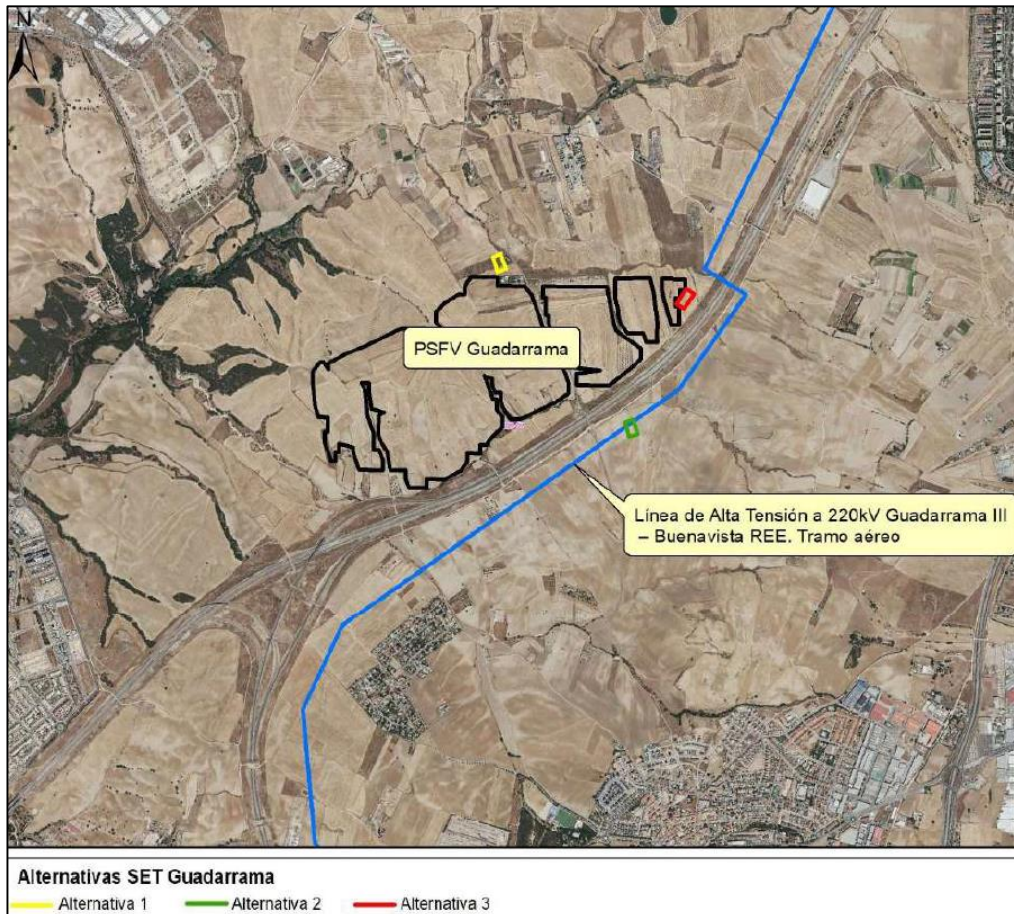 N
PSFV Guadarrama
Línea de Alta Tensión a 220kV Guadarrama III
– Buenavista REE. Tramo aéreo
Alternativas SET Guadarrama
Alternativa 1 Alternativa 2 Alternativa 3